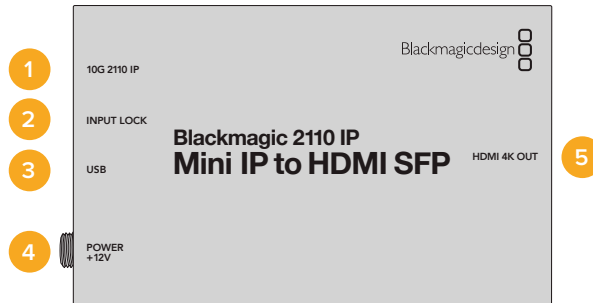 Blackmagicdesign
1
10G 2110 IP
2
INPUT LOCK
Blackmagic 2110 IP
Mini IP to HDMI SFP
3
USB
HDMI 4K OUT
5
4
POWER
+12V